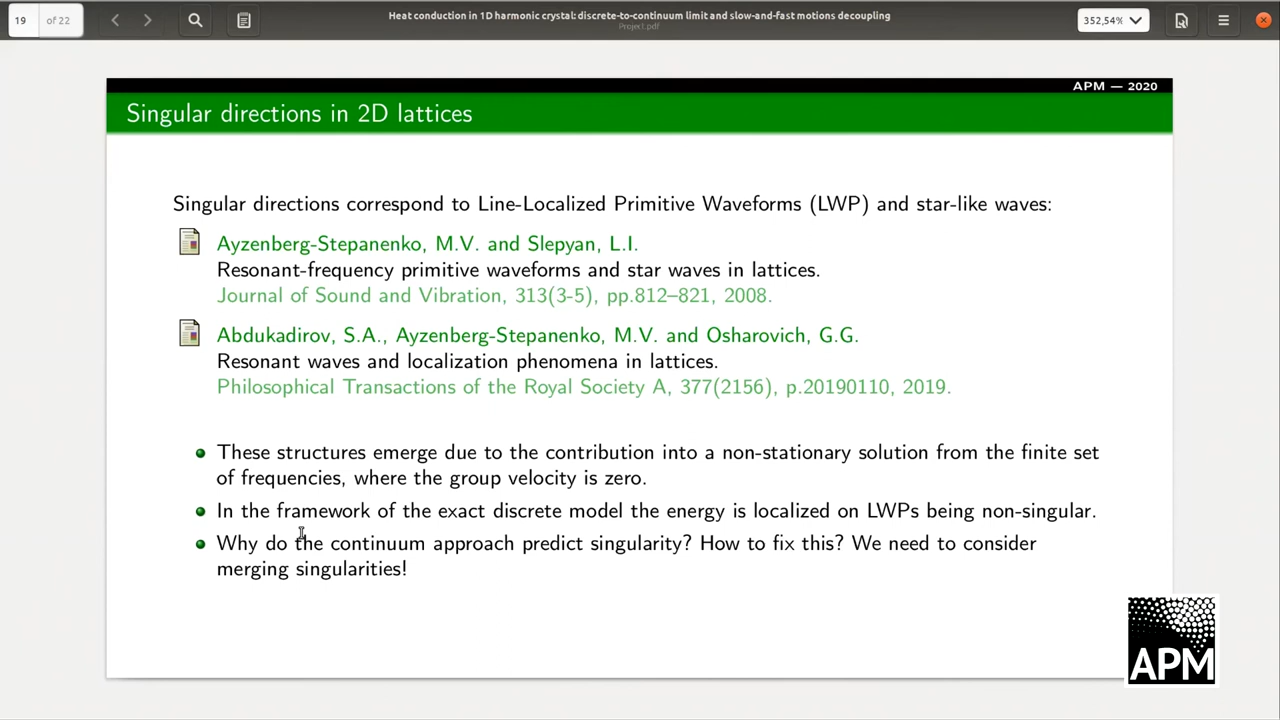 19 of 22
Heat conduction in 1D harmonic crystal: discrete-to-continuum limit and slow-and-fast motions decoupling
Project.pdf
352,54%
APM — 2020
Singular directions in 2D lattices
Singular directions correspond to Line-Localized Primitive Waveforms (LWP) and star-like waves:
Ayzenberg-Stepanenko, M.V. and Slepyan, L.I.
Resonant-frequency primitive waveforms and star waves in lattices.
Journal of Sound and Vibration, 313(3-5), pp.812–821, 2008.
Abdukadirov, S.A., Ayzenberg-Stepanenko, M.V. and Osharovich, G.G.
Resonant waves and localization phenomena in lattices.
Philosophical Transactions of the Royal Society A, 377(2156), p.20190110, 2019.
These structures emerge due to the contribution into a non-stationary solution from the finite set
of frequencies, where the group velocity is zero.
In the framework of the exact discrete model the energy is localized on LWPs being non-singular.
Why do the continuum approach predict singularity? How to fix this? We need to consider
merging singularities!
APM